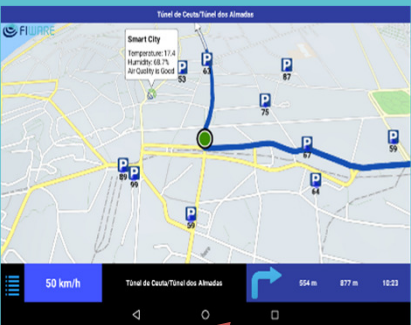 Túnel de Ceuta/Túnel dos Almadas
FIWARE
Smart City
Temperature: 17.4
Humidity: 68.7%
Air Quality is Good
P
53
P
63
P
87
P
75
P
67
P
59
P
89
P
99
P
64
P
59
50 km/h
Túnel de Ceuta/Túnel dos Almadas
554 m
877 m
10:23